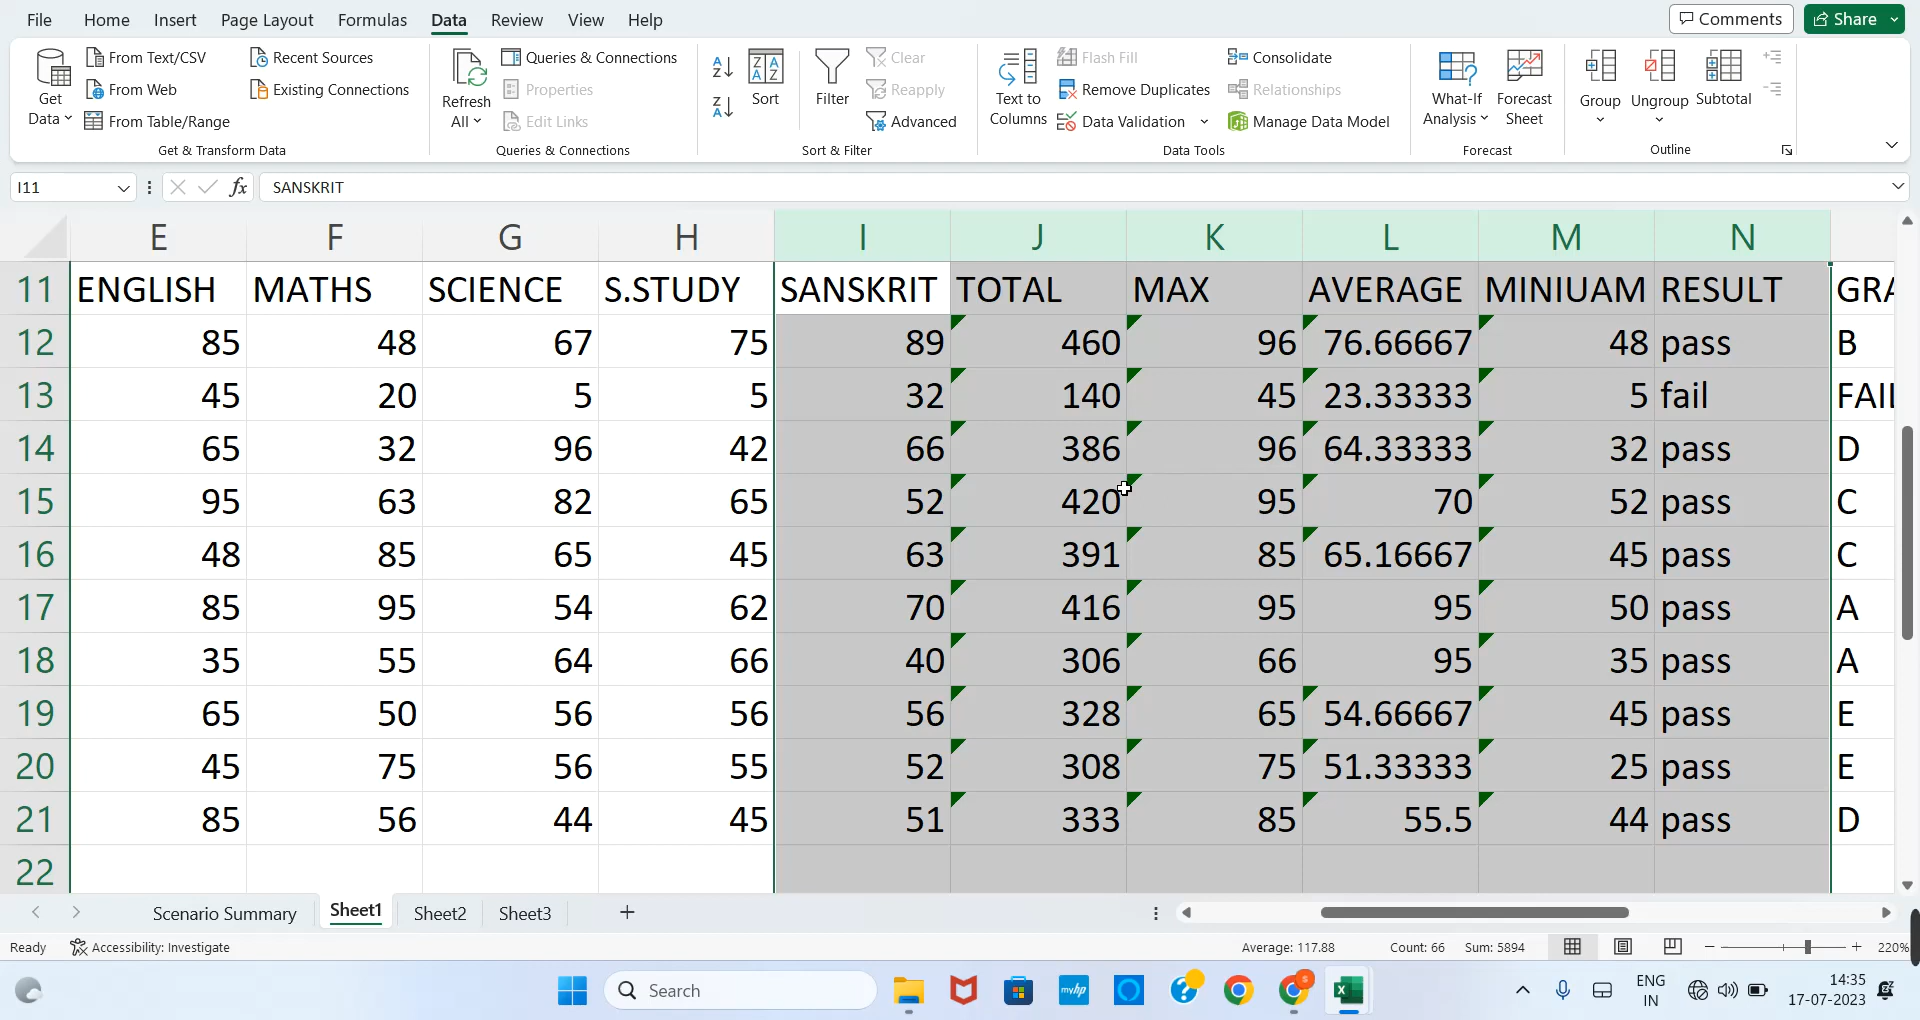 File Home Insert Page Layout Formulas Data Review View Help Comments Share
Get Data From Text/CSV From Web From Table/Range Recent Sources Existing Connections
Get & Transform Data
Refresh All Queries & Connections Properties Edit Links
Queries & Connections
Sort Filter Clear Reapply Advanced
Sort & Filter
Text to Columns Flash Fill Remove Duplicates Data Validation Consolidate Relationships Manage Data Model
Data Tools
What-If Analysis Forecast Sheet
Forecast
Group Ungroup Subtotal
Outline
I11 fx SANSKRIT
E F G H I J K L M N
11 ENGLISH MATHS SCIENCE S.STUDY SANSKRIT TOTAL MAX AVERAGE MINIUAM RESULT GRA
12 85 48 67 75 89 460 96 76.66667 48 pass B
13 45 20 5 5 32 140 45 23.33333 5 fail FAIL
14 65 32 96 42 66 386 96 64.33333 32 pass D
15 95 63 82 65 52 420 95 70 52 pass C
16 48 85 65 45 63 391 85 65.16667 45 pass C
17 85 95 54 62 70 416 95 95 50 pass A
18 35 55 64 66 40 306 66 95 35 pass A
19 65 50 56 56 56 328 65 54.66667 45 pass E
20 45 75 56 55 52 308 75 51.33333 25 pass E
21 85 56 44 45 51 333 85 55.5 44 pass D
22
Scenario Summary Sheet1 Sheet2 Sheet3
Ready Accessibility: Investigate Average: 117.88 Count: 66 Sum: 5894 220%
Search myhp ENG IN 14:35 17-07-2023